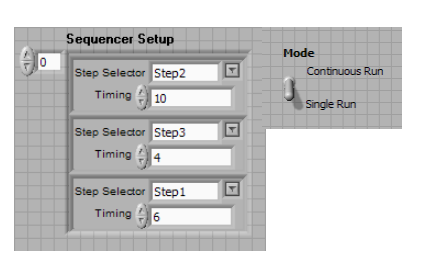 Sequencer Setup
0
Step Selector Step2
Timing 10
Step Selector Step3
Timing 4
Step Selector Step1
Timing 6
Mode
Continuous Run
Single Run